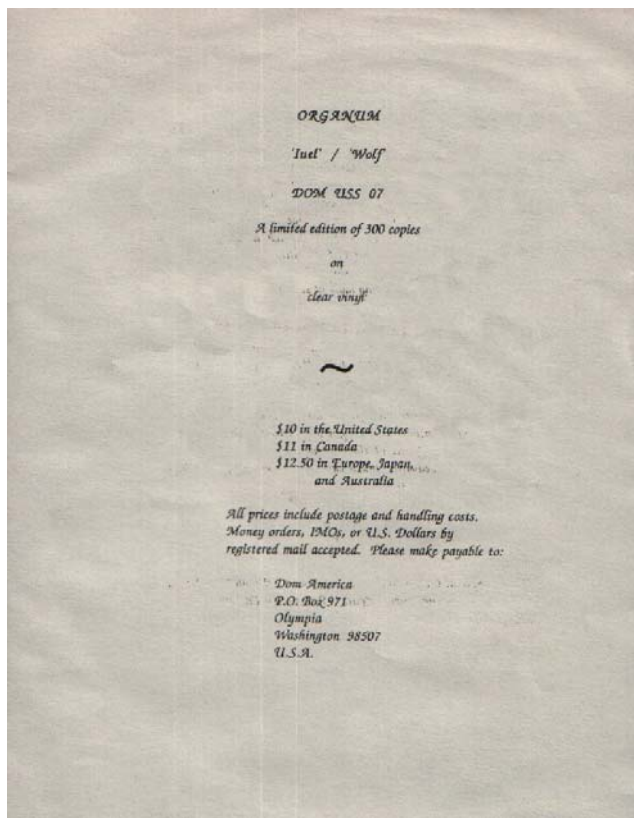 ORGANUM
'Iuel' / 'Wolf'
DOM USS 07
A limited edition of 300 copies
on
clear vinyl
~
$10 in the United States
$11 in Canada
$12.50 in Europe, Japan,
and Australia
All prices include postage and handling costs.
Money orders, IMOs, or U.S. Dollars by
registered mail accepted. Please make payable to:
Dom America
P.O. Box 971
Olympia
Washington 98507
U.S.A.